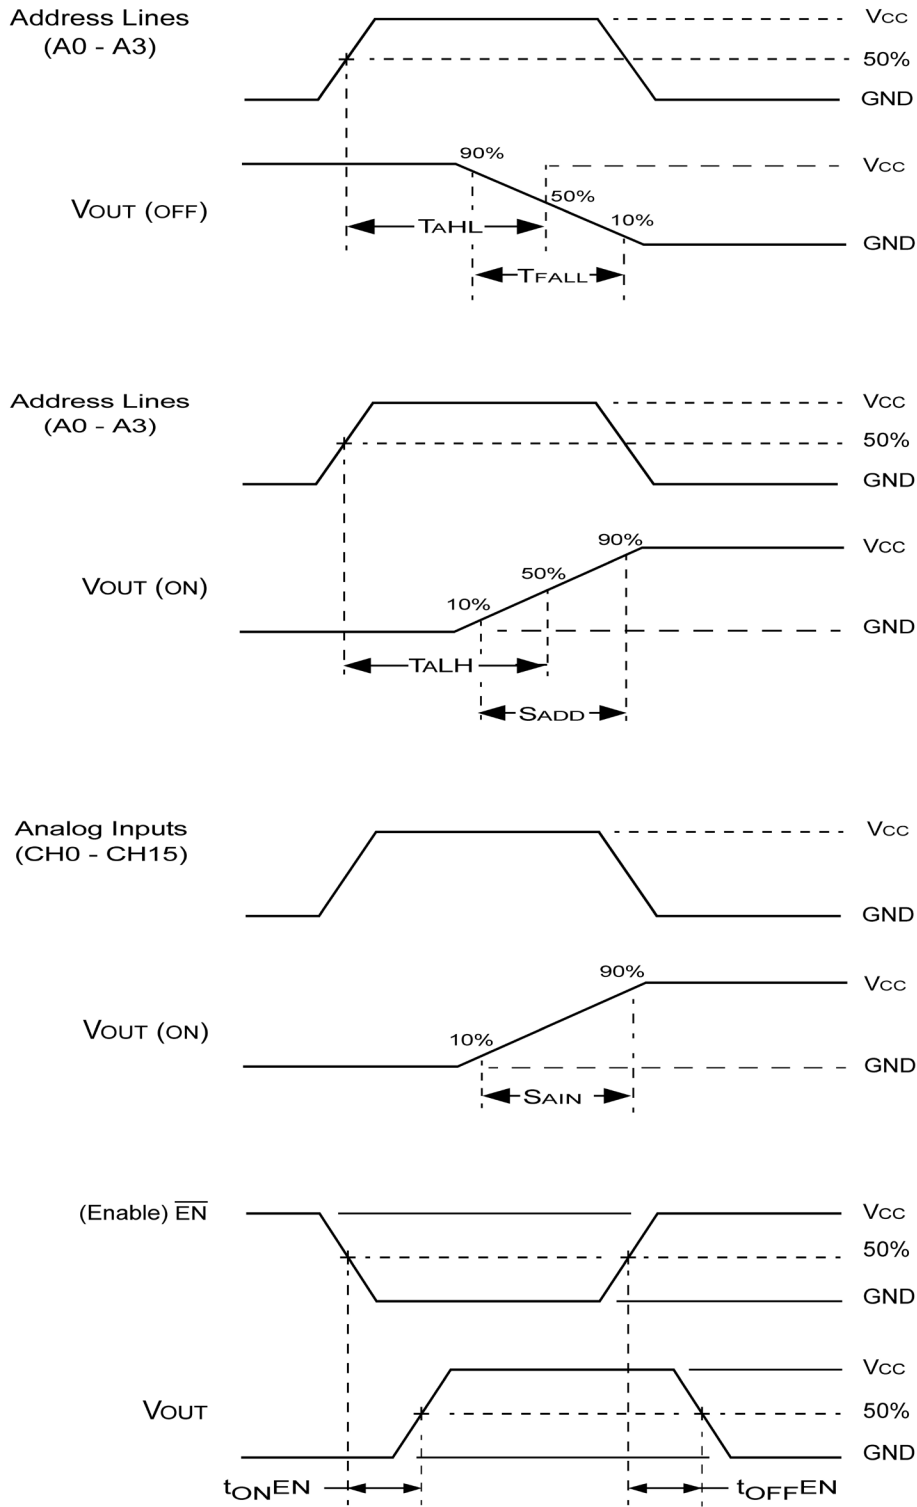 Address Lines
(A0 - A3)
VCC
50%
GND
90%
VCC
50%
VOUT (OFF)
10%
TAHL
GND
TFALL
Address Lines
(A0 - A3)
VCC
50%
GND
90%
VCC
50%
VOUT (ON)
10%
GND
TALH
SADD
Analog Inputs
(CH0 - CH15)
VCC
GND
90%
VCC
VOUT (ON)
10%
GND
SAIN
(Enable) EN
VCC
50%
GND
VCC
VOUT
50%
GND
tONEN
tOFFEN